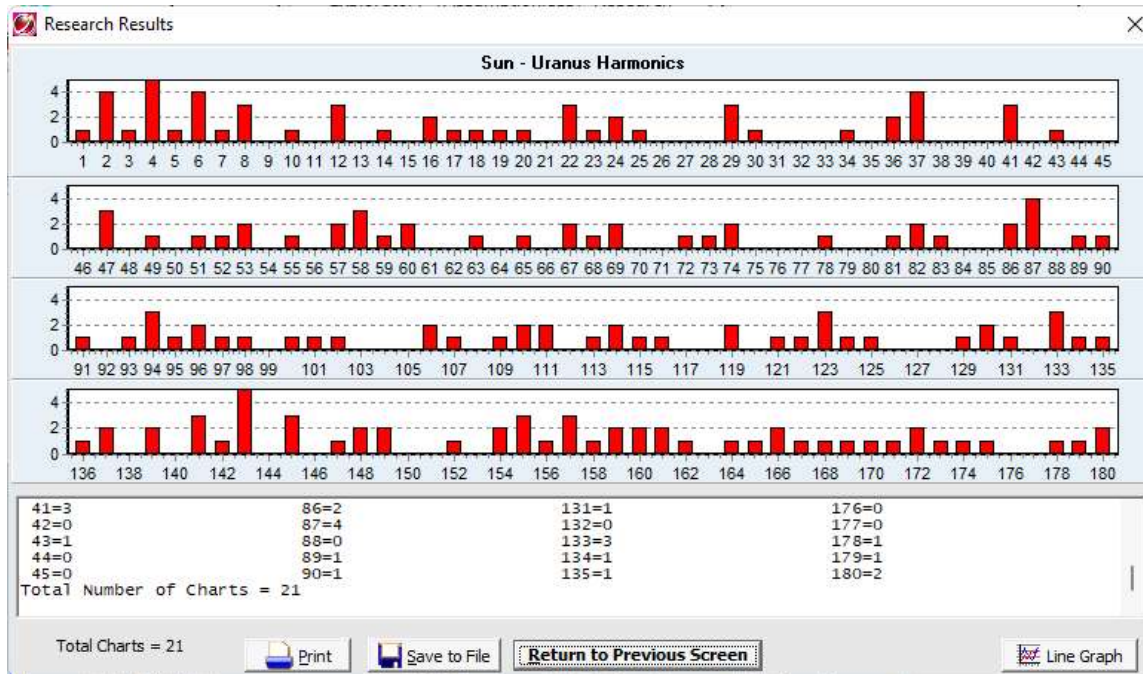 Research Results
Sun - Uranus Harmonics
4
2
0
1 2 3 4 5 6 7 8 9 10 11 12 13 14 15 16 17 18 19 20 21 22 23 24 25 26 27 28 29 30 31 32 33 34 35 36 37 38 39 40 41 42 43 44 45
4
2
0
46 47 48 49 50 51 52 53 54 55 56 57 58 59 60 61 62 63 64 65 66 67 68 69 70 71 72 73 74 75 76 77 78 79 80 81 82 83 84 85 86 87 88 89 90
4
2
0
91 92 93 94 95 96 97 98 99 101 103 105 107 109 111 113 115 117 119 121 123 125 127 129 131 133 135
4
2
0
136 138 140 142 144 146 148 150 152 154 156 158 160 162 164 166 168 170 172 174 176 178 180
41=3 86=2 131=1 176=0
42=0 87=4 132=0 177=0
43=1 88=0 133=3 178=1
44=0 89=1 134=1 179=1
45=0 90=1 135=1 180=2
Total Number of Charts = 21
Total Charts = 21 Print Save to File Return to Previous Screen Line Graph